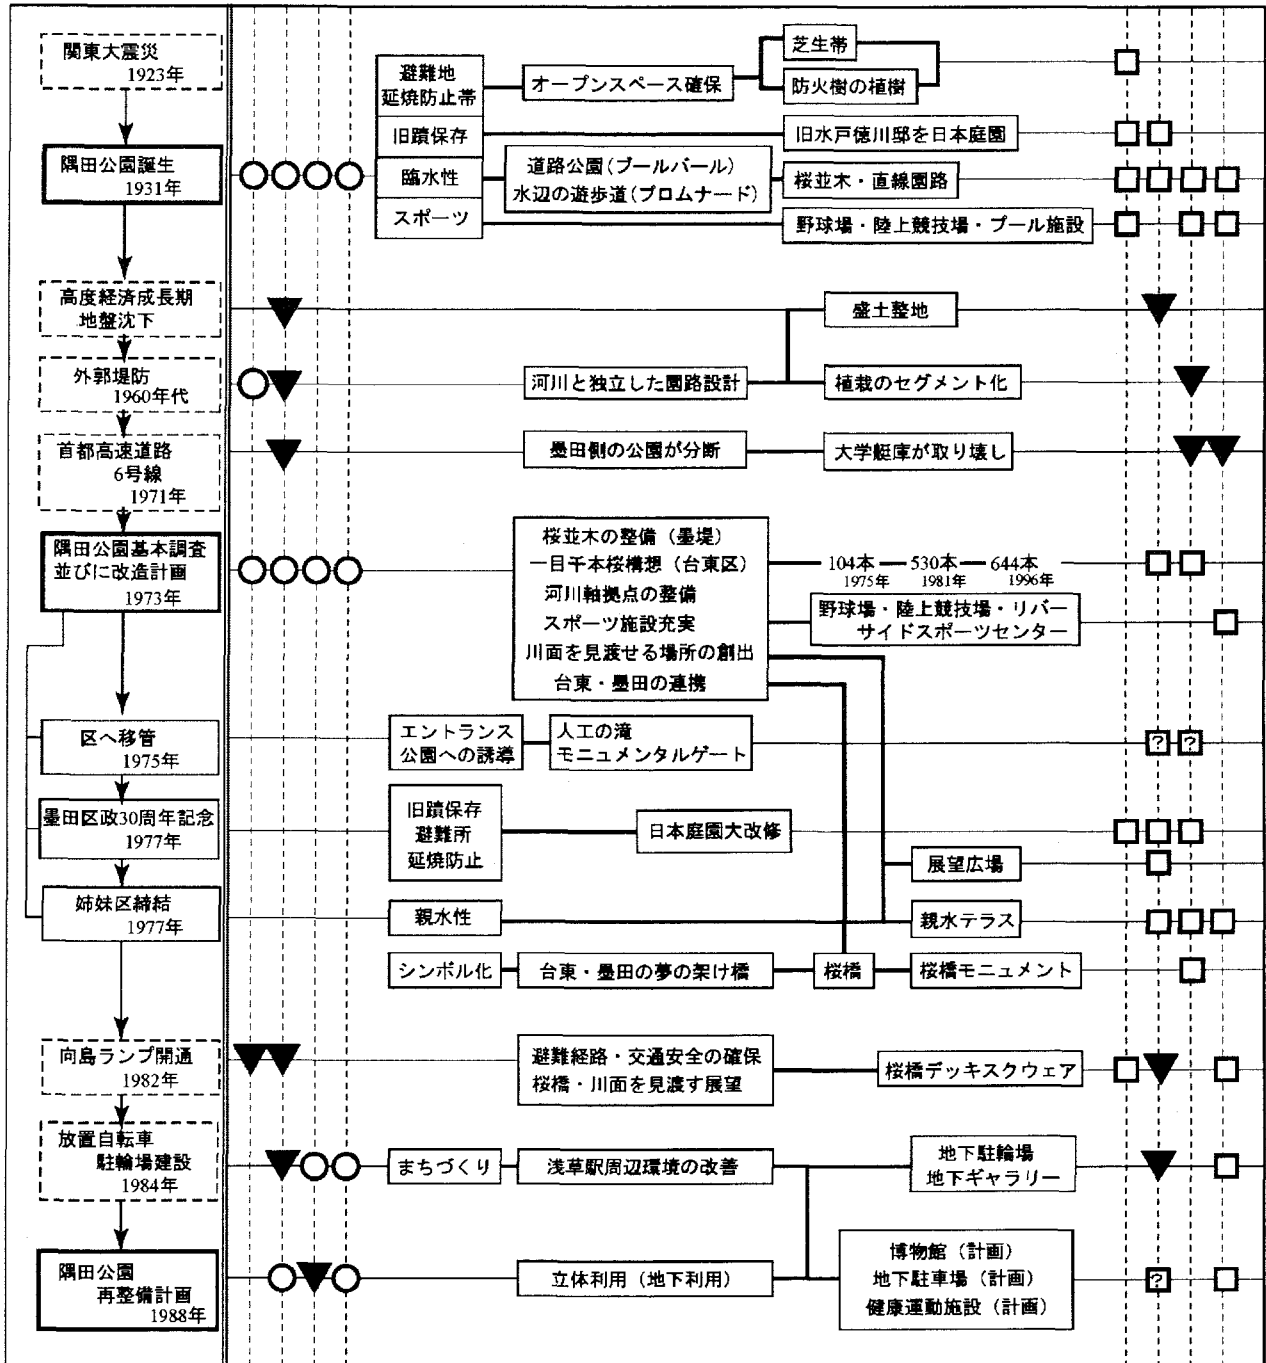 関東大震災
1923年
隅田公園誕生
1931年
高度経済成長期
地盤沈下
外郭堤防
1960年代
首都高速道路
6号線
1971年
隅田公園基本調査
並びに改造計画
1973年
区へ移管
1975年
墨田区政30周年記念
1977年
姉妹区締結
1977年
向島ランプ開通
1982年
放置自転車
駐輪場建設
1984年
隅田公園
再整備計画
1988年
避難地
延焼防止帯
オープンスペース確保
芝生帯
防火樹の植樹
旧蹟保存
旧水戸徳川邸を日本庭園
臨水性
道路公園(ブールバール)
水辺の遊歩道(プロムナード)
桜並木・直線園路
スポーツ
野球場・陸上競技場・プール施設
盛土整地
河川と独立した園路設計
植栽のセグメント化
墨田側の公園が分断
大学艇庫が取り壊し
桜並木の整備（墨堤）
一目千本桜構想（台東区）
河川軸拠点の整備
スポーツ施設充実
川面を見渡せる場所の創出
台東・墨田の連携
104本 530本 644本
1975年 1981年 1996年
野球場・陸上競技場・リバー
サイドスポーツセンター
エントランス
公園への誘導
人工の滝
モニュメンタルゲート
? ?
旧蹟保存
避難所
延焼防止
日本庭園大改修
展望広場
親水性
親水テラス
シンボル化
台東・墨田の夢の架け橋
桜橋
桜橋モニュメント
避難経路・交通安全の確保
桜橋・川面を見渡す展望
桜橋デッキスクウェア
まちづくり
浅草駅周辺環境の改善
地下駐輪場
地下ギャラリー
立体利用（地下利用）
博物館（計画）
地下駐車場（計画）
健康運動施設（計画）
?